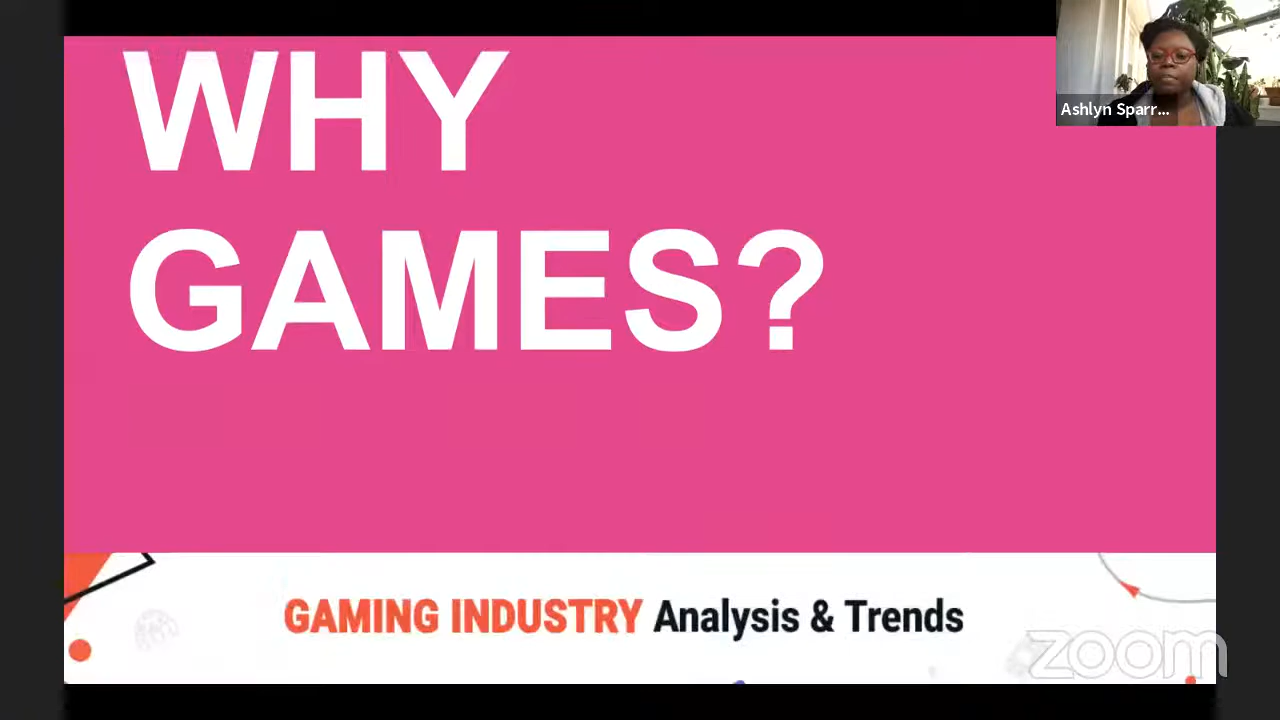 WHY
GAMES?
Ashlyn Sparr...
GAMING INDUSTRY Analysis & Trends
zoom